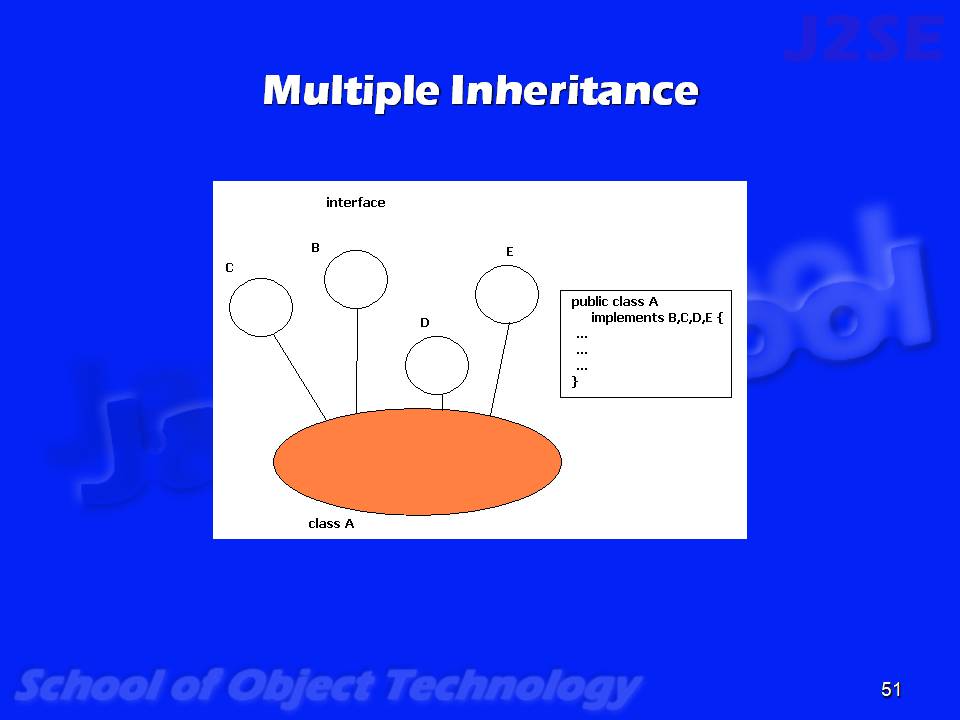 J2SE
Multiple Inheritance
interface
B
E
C
D
public class A
implements B,C,D,E {
...
...
...
}
class A
School of Object Technology
51